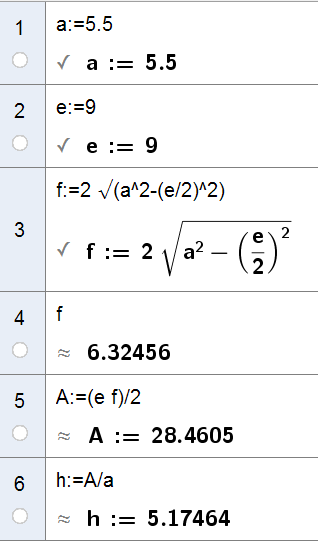 1
a:=5.5
✓ a := 5.5
2
e:=9
✓ e := 9
3
f:=2 √(a^2-(e/2)^2)
✓ f := 2 √(a² − (e/2)²)
4
f
≈ 6.32456
5
A:=(e f)/2
≈ A := 28.4605
6
h:=A/a
≈ h := 5.17464